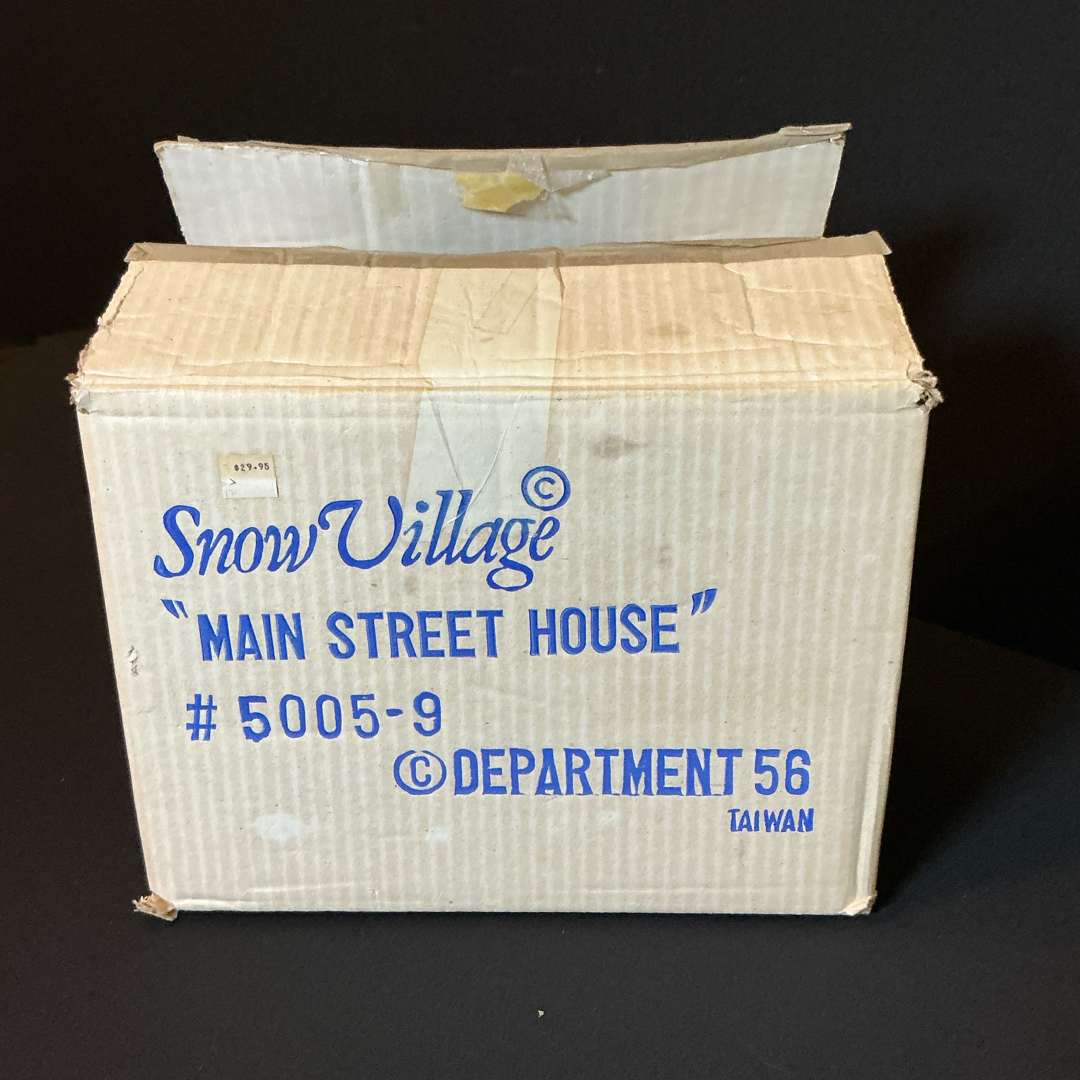 $29.95
Snow Village ©
"MAIN STREET HOUSE"
# 5005-9
© DEPARTMENT 56
TAIWAN